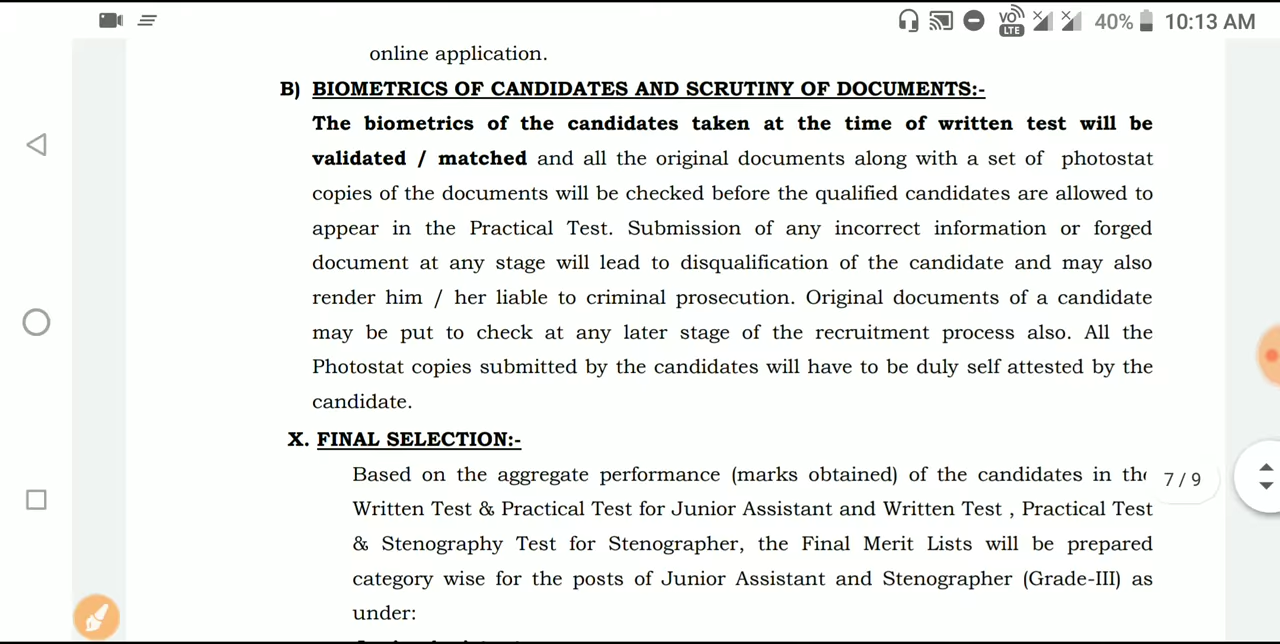 VO LTE 40% 10:13 AM
online application.
B) BIOMETRICS OF CANDIDATES AND SCRUTINY OF DOCUMENTS:-
The biometrics of the candidates taken at the time of written test will be
validated / matched and all the original documents along with a set of photostat
copies of the documents will be checked before the qualified candidates are allowed to
appear in the Practical Test. Submission of any incorrect information or forged
document at any stage will lead to disqualification of the candidate and may also
render him / her liable to criminal prosecution. Original documents of a candidate
may be put to check at any later stage of the recruitment process also. All the
Photostat copies submitted by the candidates will have to be duly self attested by the
candidate.
X. FINAL SELECTION:-
Based on the aggregate performance (marks obtained) of the candidates in the
7 / 9
Written Test & Practical Test for Junior Assistant and Written Test , Practical Test
& Stenography Test for Stenographer, the Final Merit Lists will be prepared
category wise for the posts of Junior Assistant and Stenographer (Grade-III) as
under: